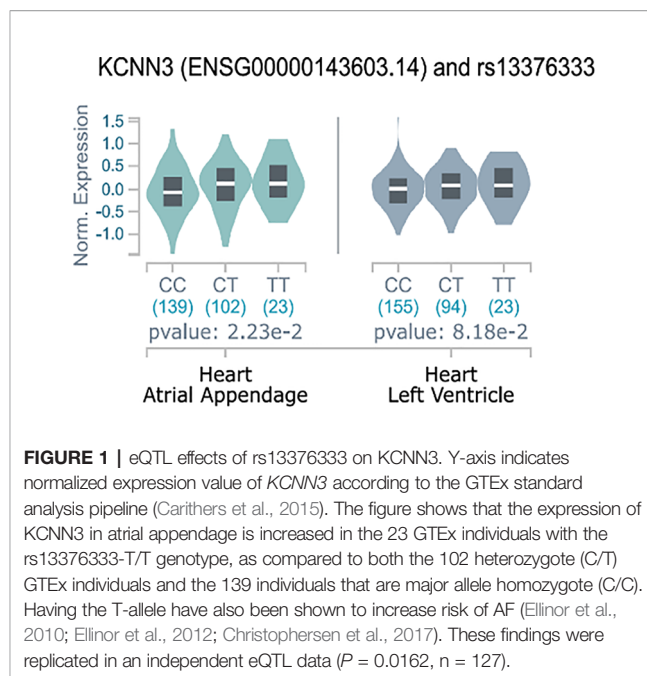 KCNN3 (ENSG00000143603.14) and rs13376333
Norm. Expression
1.5
1.0
0.5
0.0
-0.5
-1.0
CC CT TT CC CT TT
(139) (102) (23) (155) (94) (23)
pvalue: 2.23e-2 pvalue: 8.18e-2
Heart Heart
Atrial Appendage Left Ventricle
FIGURE 1 | eQTL effects of rs13376333 on KCNN3. Y-axis indicates
normalized expression value of KCNN3 according to the GTEx standard
analysis pipeline (Carithers et al., 2015). The figure shows that the expression of
KCNN3 in atrial appendage is increased in the 23 GTEx individuals with the
rs13376333-T/T genotype, as compared to both the 102 heterozygote (C/T)
GTEx individuals and the 139 individuals that are major allele homozygote (C/C).
Having the T-allele have also been shown to increase risk of AF (Ellinor et al.,
2010; Ellinor et al., 2012; Christophersen et al., 2017). These findings were
replicated in an independent eQTL data (P = 0.0162, n = 127).